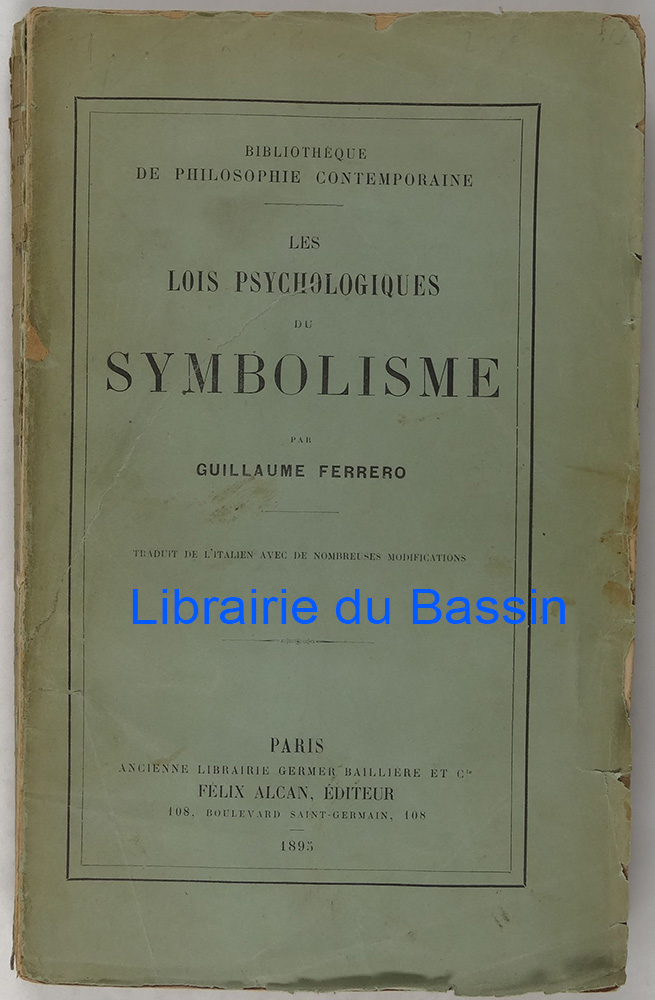 BIBLIOTHÈQUE
DE PHILOSOPHIE CONTEMPORAINE
LES
LOIS PSYCHOLOGIQUES
DU
SYMBOLISME
PAR
GUILLAUME FERRERO
TRADUIT DE L'ITALIEN AVEC DE NOMBREUSES MODIFICATIONS
Librairie du Bassin
PARIS
ANCIENNE LIBRAIRIE GERMER BAILLIERE ET Cie
FÉLIX ALCAN, ÉDITEUR
108, BOULEVARD SAINT-GERMAIN, 108
1895